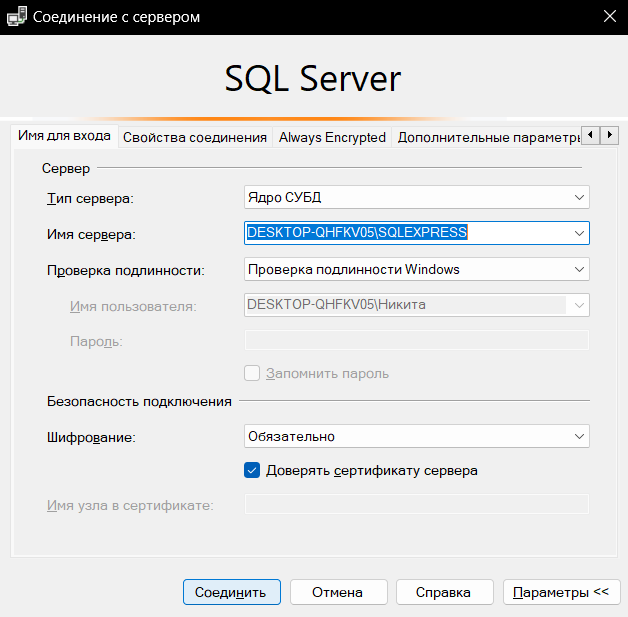 Соединение с сервером
SQL Server
Имя для входа Свойства соединения Always Encrypted Дополнительные параметры
Сервер
Тип сервера: Ядро СУБД
Имя сервера: DESKTOP-QHFKV05\SQLEXPRESS
Проверка подлинности: Проверка подлинности Windows
Имя пользователя: DESKTOP-QHFKV05\Никита
Пароль:
Запомнить пароль
Безопасность подключения
Шифрование: Обязательно
Доверять сертификату сервера
Имя узла в сертификате:
Соединить Отмена Справка Параметры <<